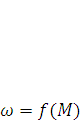 ω = f(M)